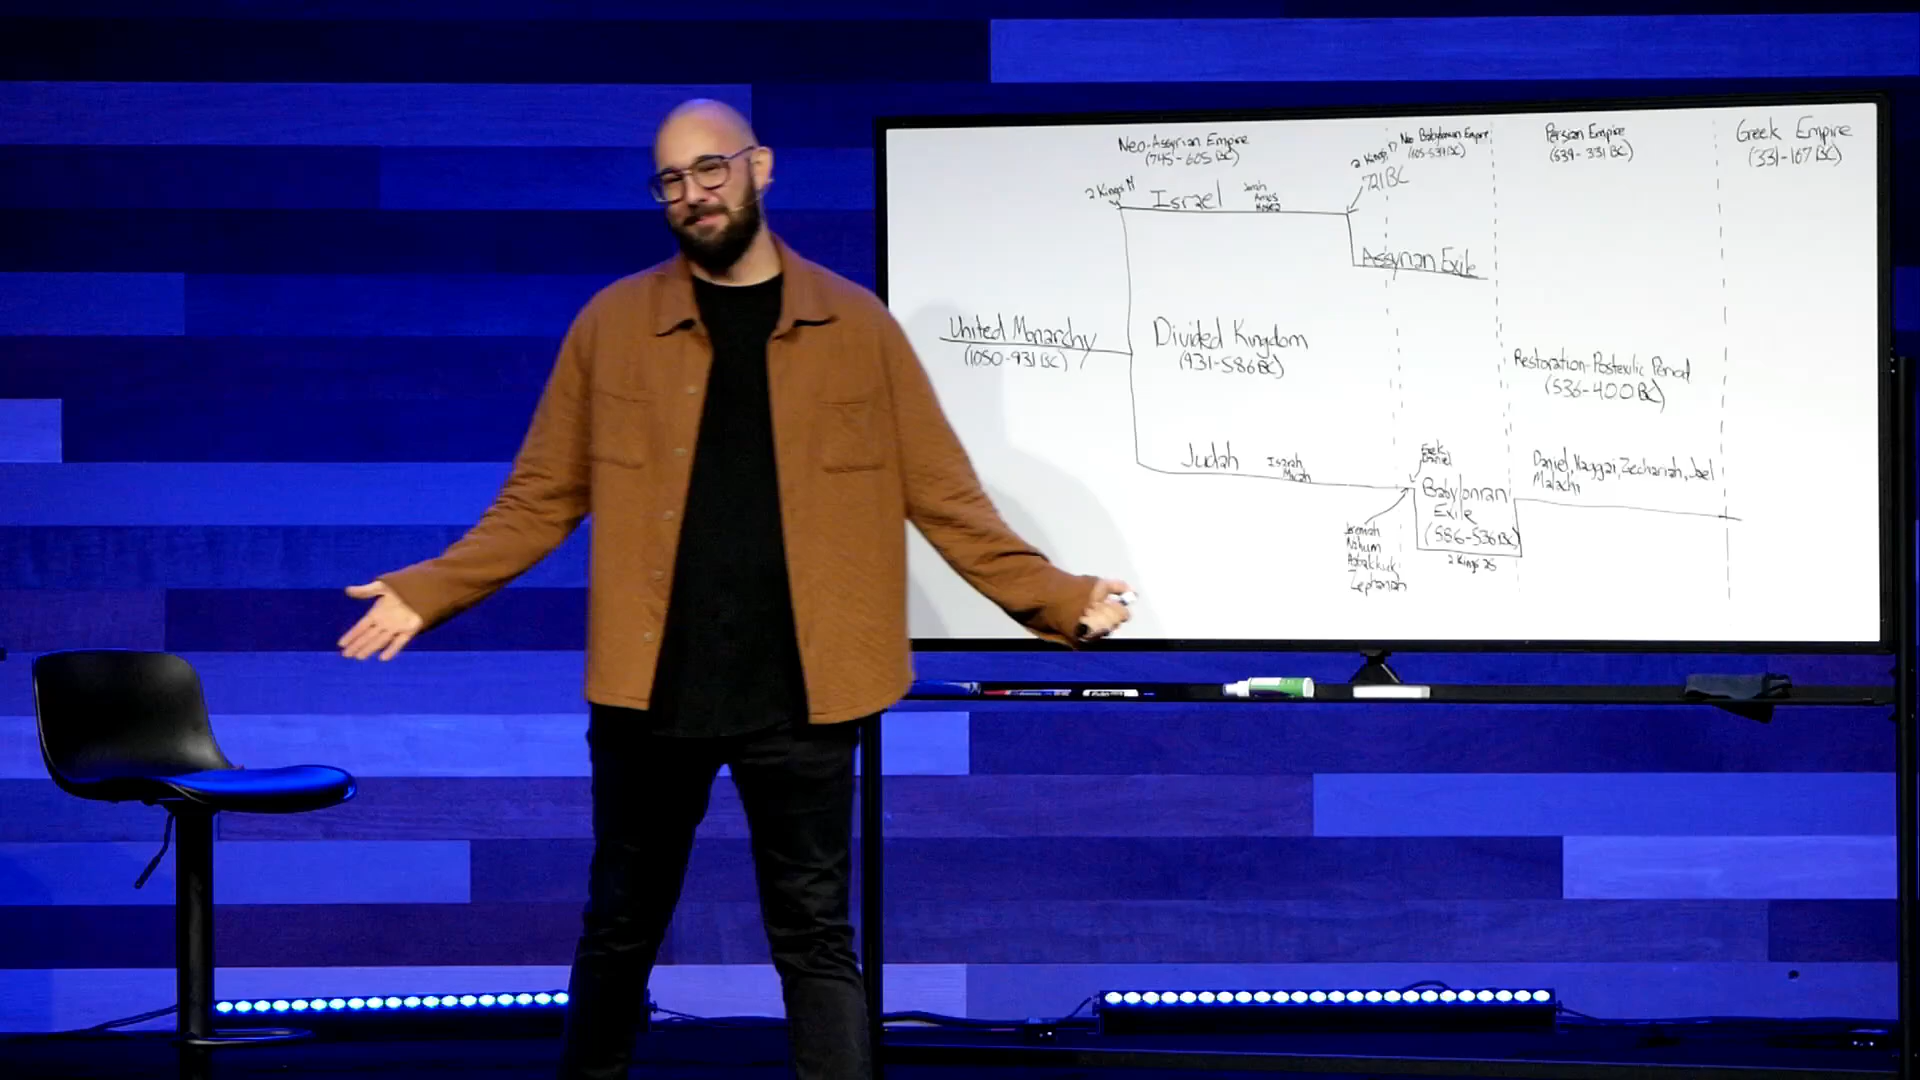 Neo-Assyrian Empire
(745-605 BC)
Neo Babylonian Empire
(605-539 BC)
Persian Empire
(539-331 BC)
Greek Empire
(331-167 BC)
2 Kings 17
721 BC
2 Kings
Israel
Jonah
Amos
Hosea
Assyrian Exile
United Monarchy
(1050-931 BC)
Divided Kingdom
(931-586 BC)
Restoration-Postexilic Period
(536-400 BC)
Judah
Isaiah
Micah
Ezek
Daniel
Babylonian
Exile
(586-536 BC)
2 Kings 25
Daniel, Haggai, Zechariah, Joel
Malachi
Jeremiah
Nahum
Habakkuk
Zephaniah